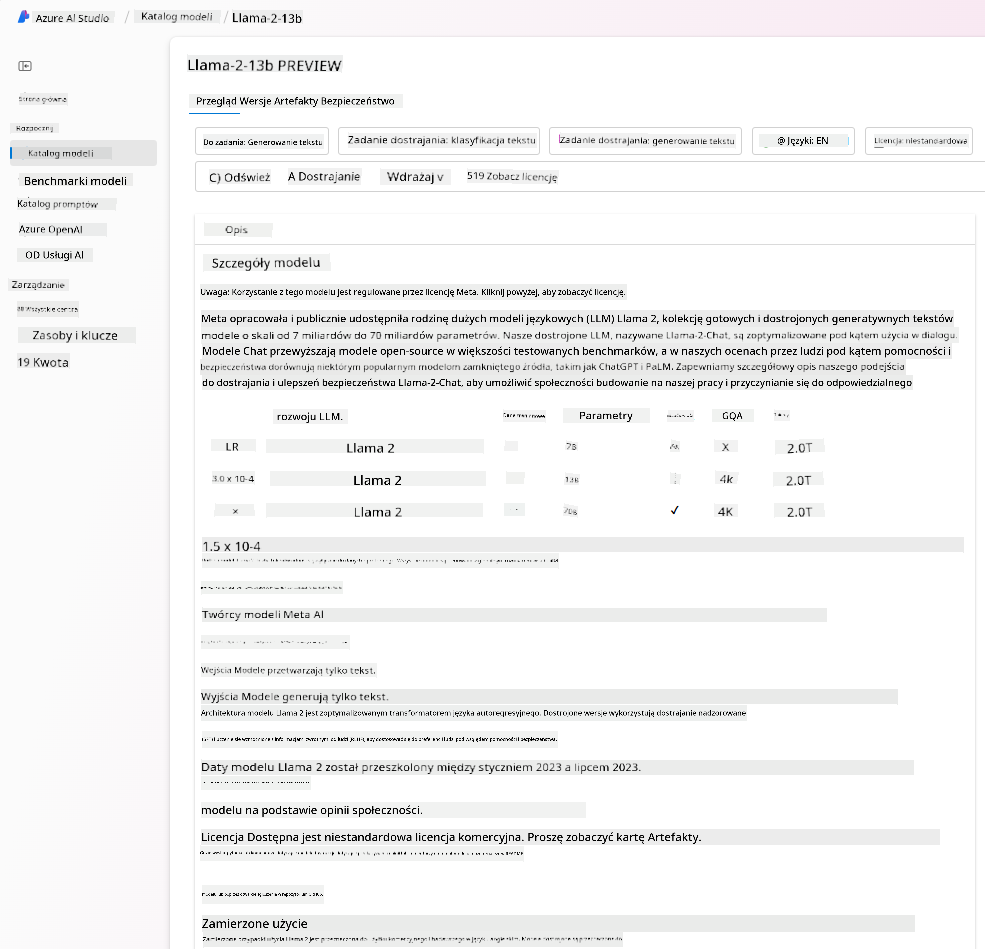 Azure AI Studio / Katalog modeli / Llama-2-13b
Llama-2-13b PREVIEW
Strona główna
Przegląd Wersje Artefakty Bezpieczeństwo
Rozpocznij
Do zadania: Generowanie tekstu
Zadanie dostrajania: klasyfikacja tekstu
Zadanie dostrajania: generowanie tekstu
@ Języki: EN
Licencja: niestandardowa
Katalog modeli
Benchmarki modeli
C) Odśwież A Dostrajanie Wdrażaj v 519 Zobacz licencję
Katalog promptów
Azure OpenAI
Opis
OD Usługi AI
Szczegóły modelu
Zarządzanie
Uwaga: Korzystanie z tego modelu jest regulowane przez licencję Meta. Kliknij powyżej, aby zobaczyć licencję.
88 Wszystkie centra
Meta opracowała i publicznie udostępniła rodzinę dużych modeli językowych (LLM) Llama 2, kolekcję gotowych i dostrojonych generatywnych tekstów
Zasoby i klucze
modele o skali od 7 miliardów do 70 miliardów parametrów. Nasze dostrojone LLM, nazywane Llama-2-Chat, są zoptymalizowane pod kątem użycia w dialogu.
Modele Chat przewyższają modele open-source w większości testowanych benchmarków, a w naszych ocenach przez ludzi pod kątem pomocności i
19 Kwota
bezpieczeństwa dorównują niektórym popularnym modelom zamkniętego źródła, takim jak ChatGPT i PaLM. Zapewniamy szczegółowy opis naszego podejścia
do dostrajania i ulepszeń bezpieczeństwa Llama-2-Chat, aby umożliwić społeczności budowanie na naszej pracy i przyczynianie się do odpowiedzialnego
rozwoju LLM. Parametry GQA
LR Llama 2 7B X 2.0T
3.0 x 10-4 Llama 2 13B 4k 2.0T
× Llama 2 70B ✓ 4K 2.0T
1.5 x 10-4
Twórcy modeli Meta AI
Wejścia Modele przetwarzają tylko tekst.
Wyjścia Modele generują tylko tekst.
Architektura modelu Llama 2 jest zoptymalizowanym transformatorem języka autoregresyjnego. Dostrojone wersje wykorzystują dostrajanie nadzorowane
Daty modelu Llama 2 został przeszkolony między styczniem 2023 a lipcem 2023.
modelu na podstawie opinii społeczności.
Licencja Dostępna jest niestandardowa licencja komercyjna. Proszę zobaczyć kartę Artefakty.
Zamierzone użycie